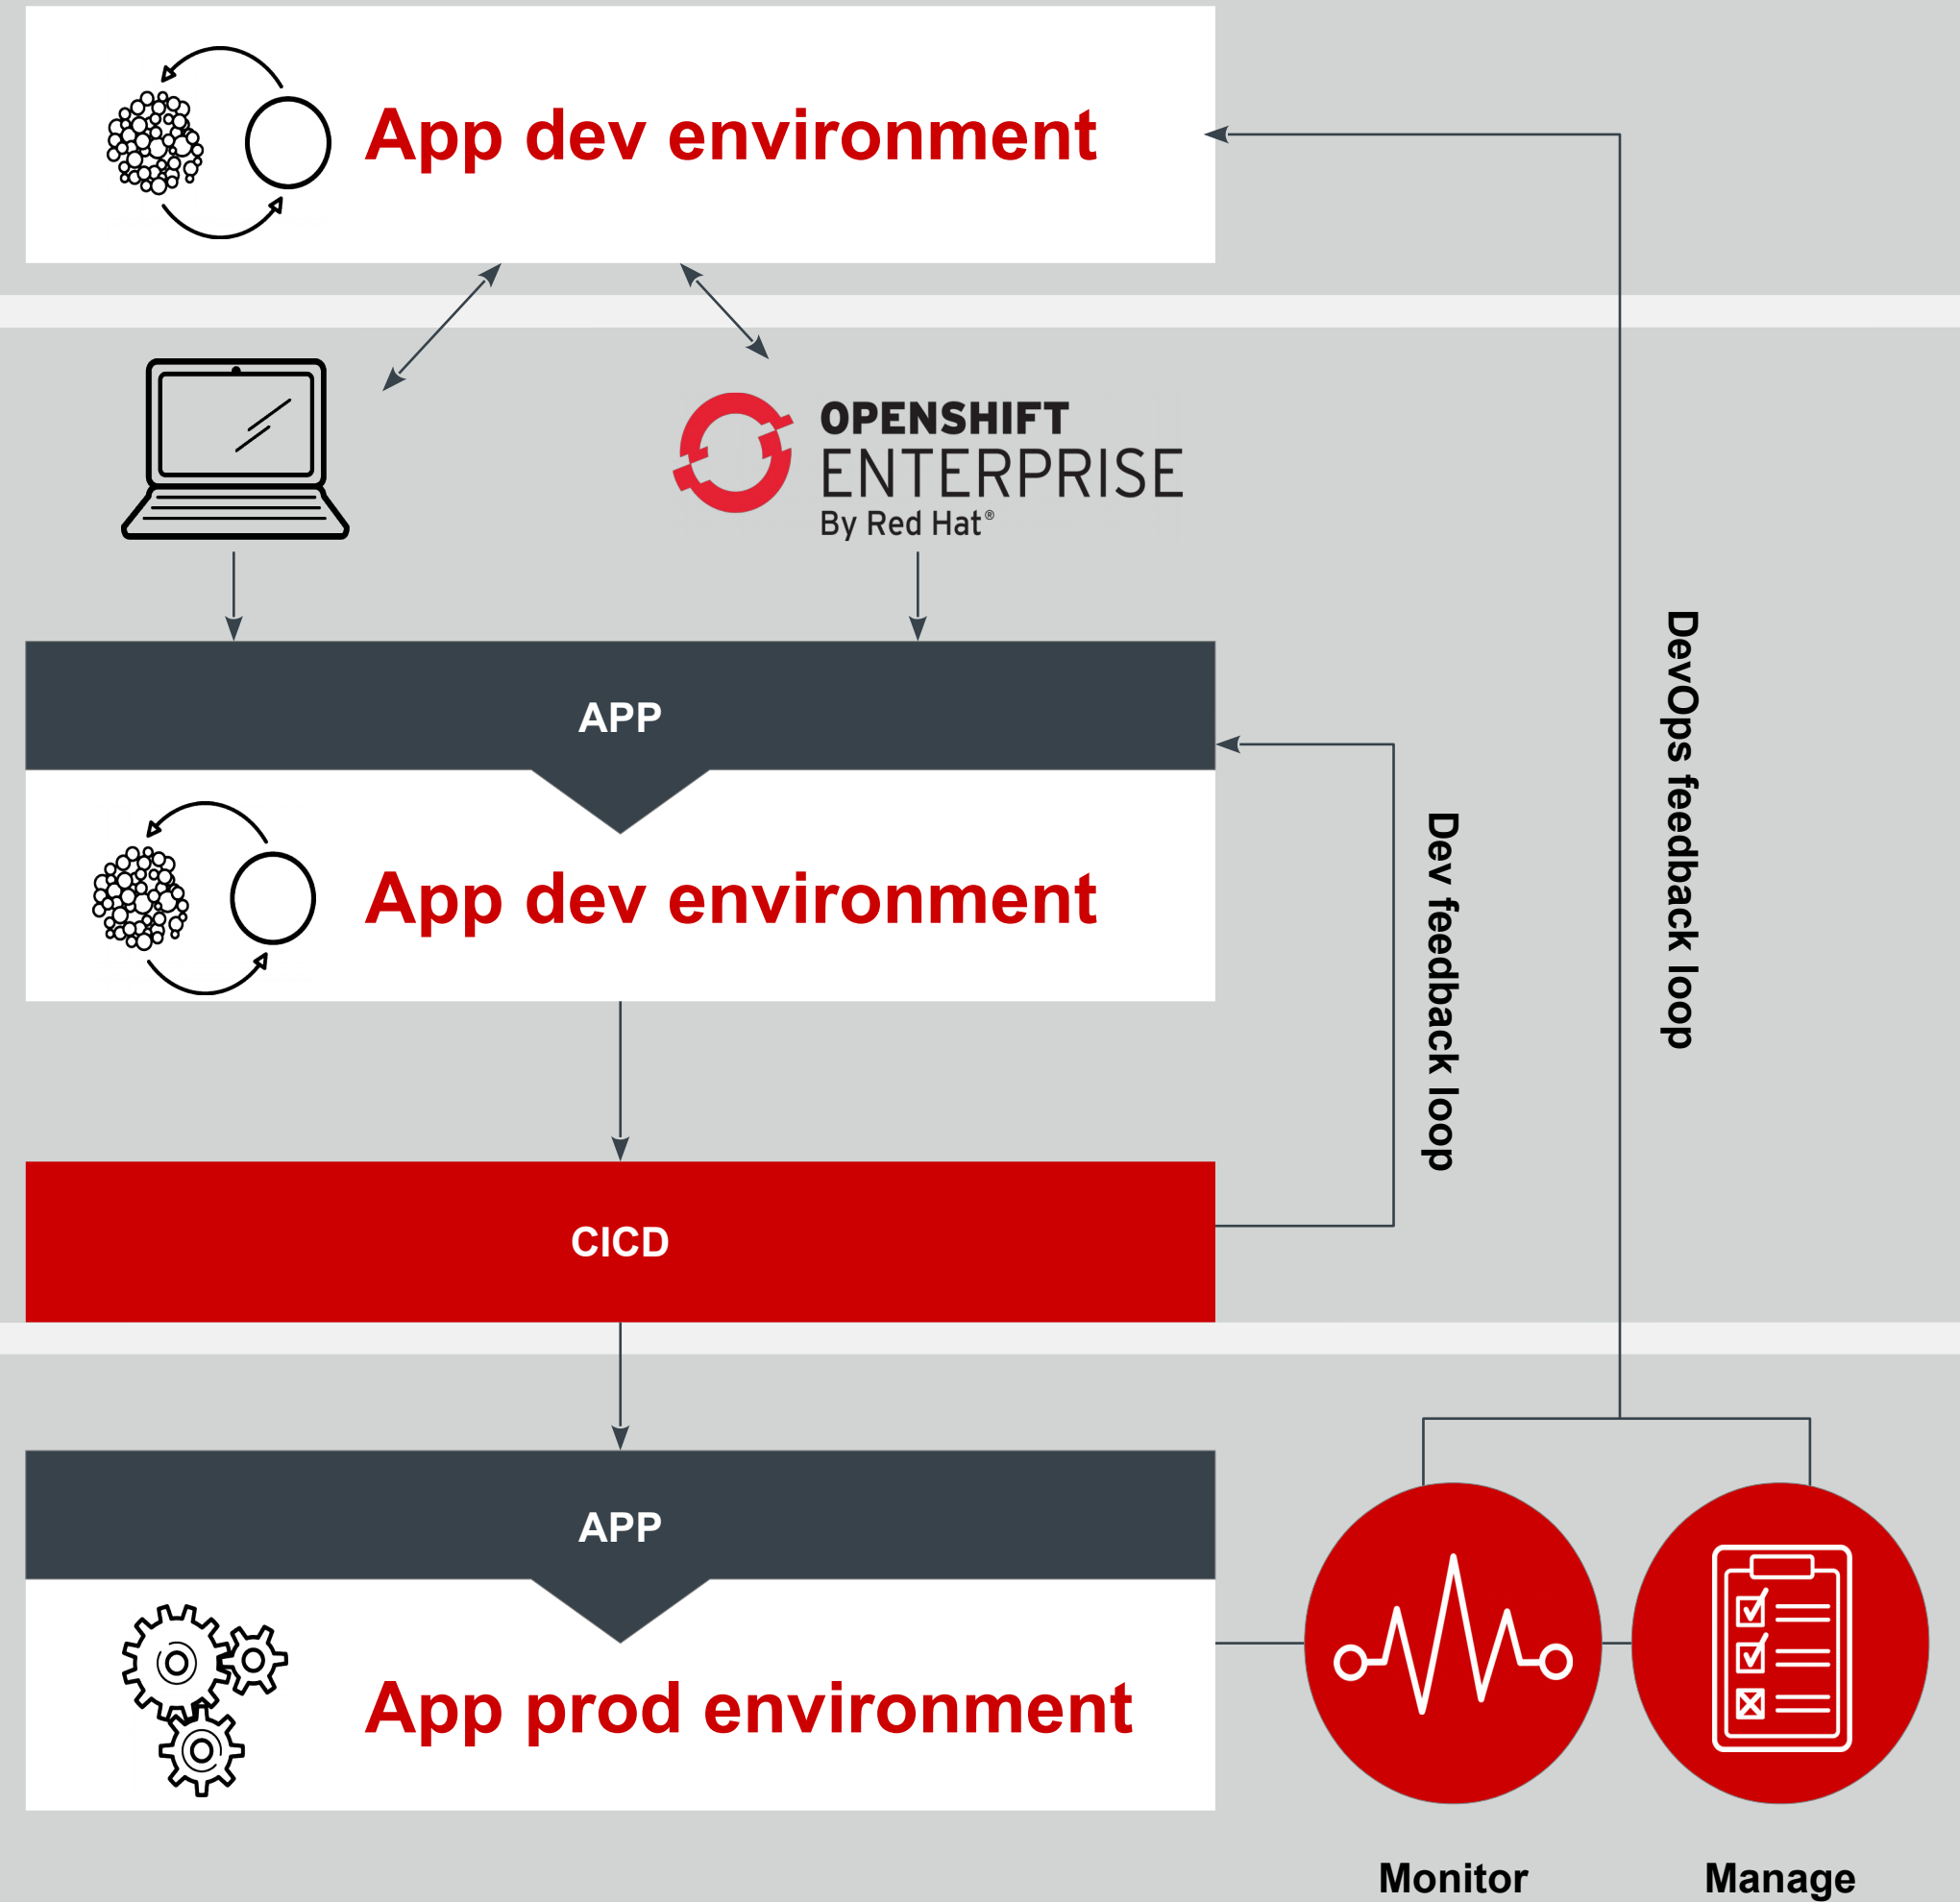 App dev environment
OPENSHIFT
ENTERPRISE
By Red Hat®
APP
App dev environment
Dev feedback loop
DevOps feedback loop
CICD
APP
App prod environment
Monitor
Manage